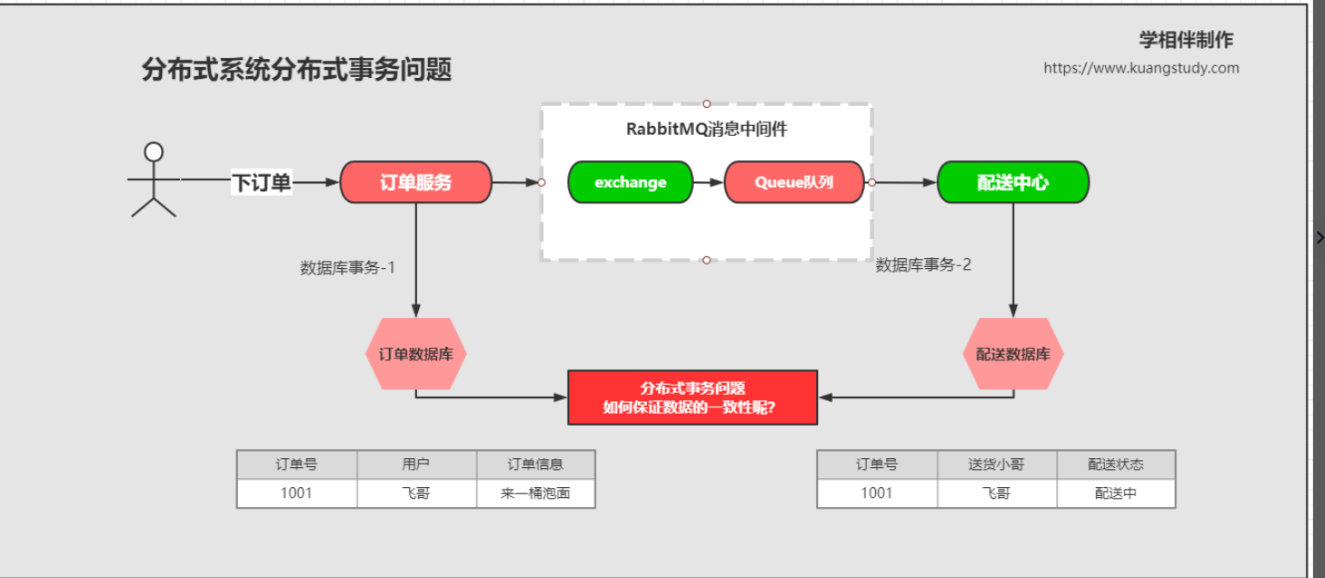 学相伴制作
https://www.kuangstudy.com
分布式系统分布式事务问题
RabbitMQ消息中间件
下订单
订单服务
exchange
Queue队列
配送中心
数据库事务-1
数据库事务-2
订单数据库
配送数据库
分布式事务问题
如何保证数据的一致性呢?
订单号 用户 订单信息
1001 飞哥 来一桶泡面
订单号 送货小哥 配送状态
1001 飞哥 配送中